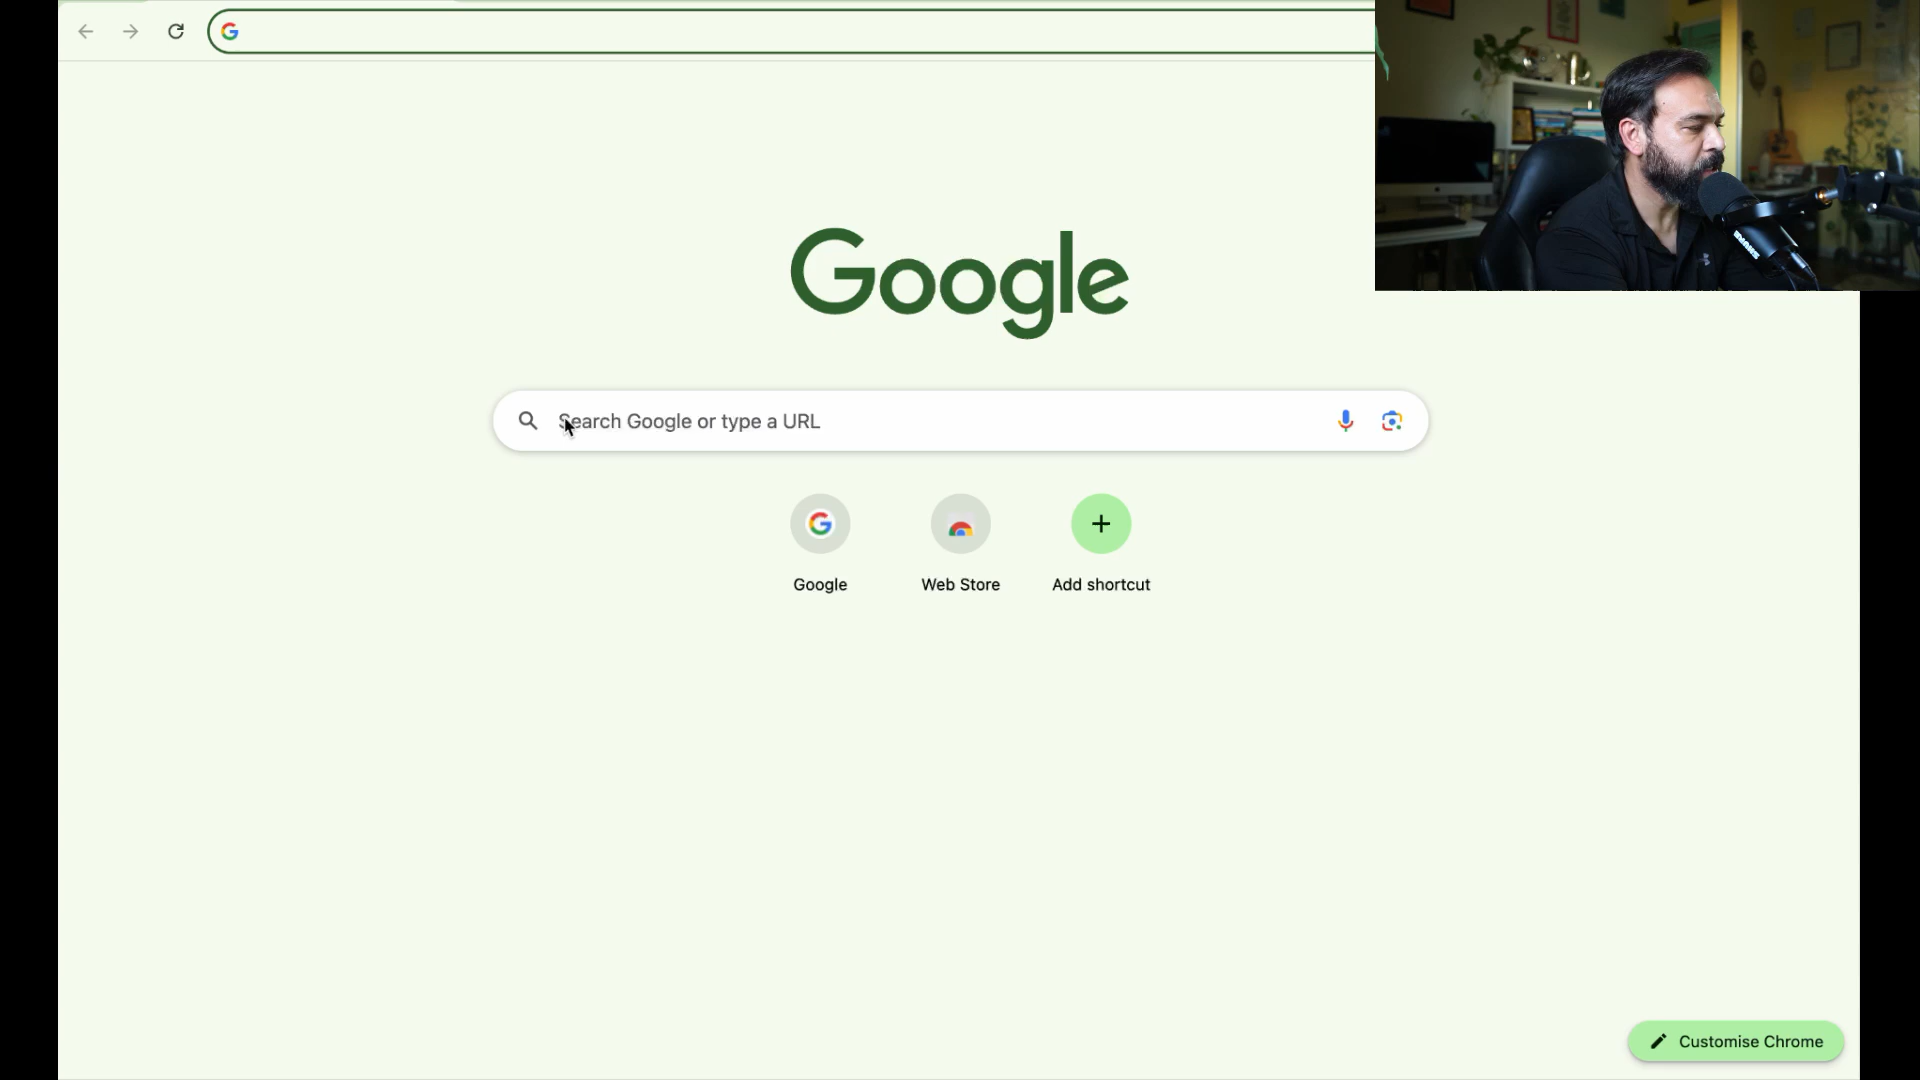 Google
Search Google or type a URL
Google
Web Store
Add shortcut
Customise Chrome